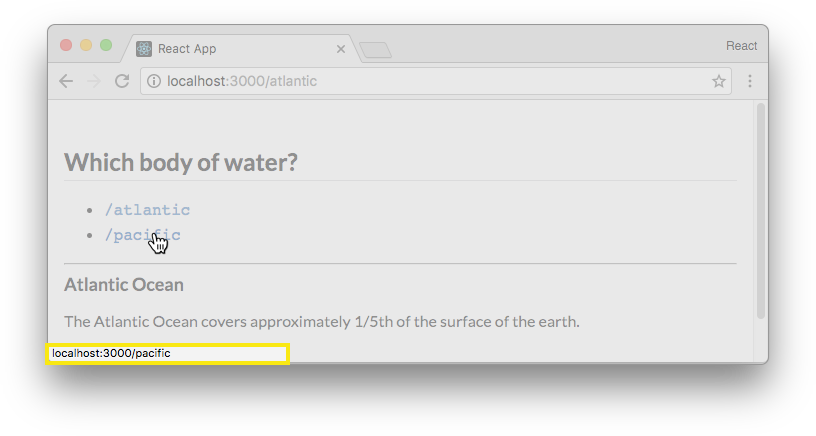 React App
React
localhost:3000/atlantic
Which body of water?
/atlantic
/pacific
Atlantic Ocean
The Atlantic Ocean covers approximately 1/5th of the surface of the earth.
localhost:3000/pacific